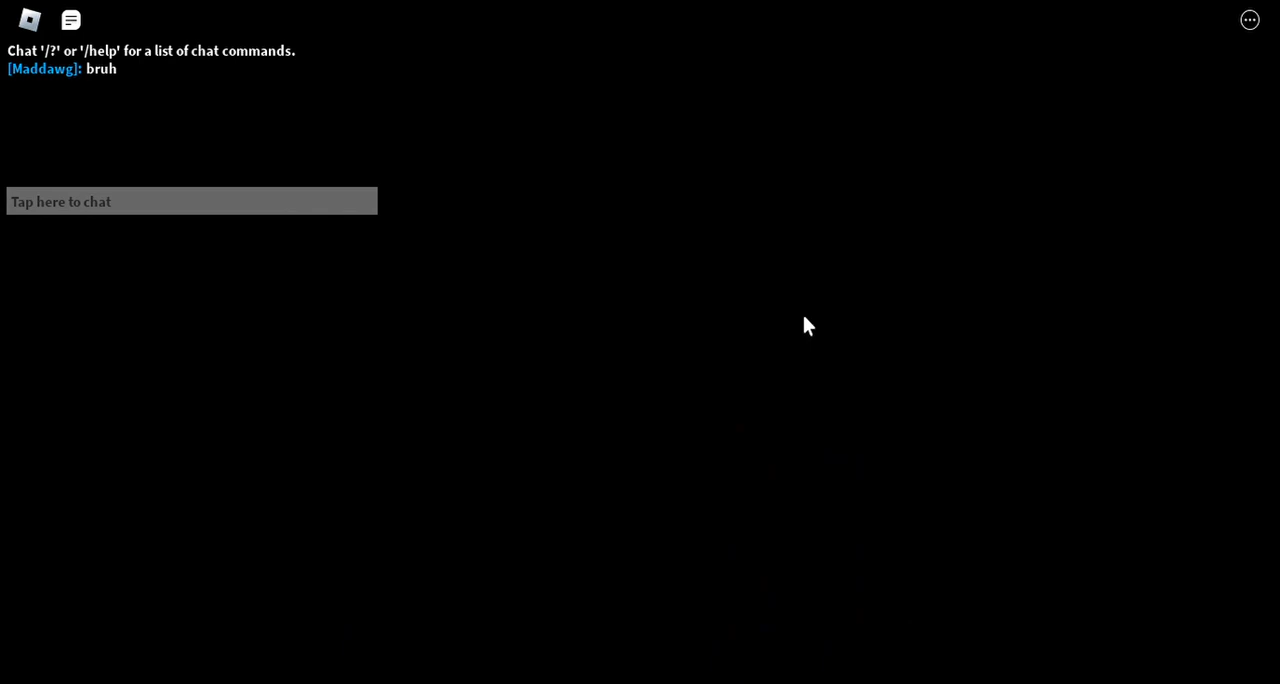 Chat '/?' or '/help' for a list of chat commands.
[Maddawg]: bruh
Tap here to chat